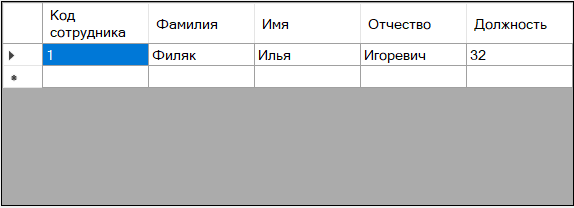 Код сотрудника Фамилия Имя Отчество Должность
1 Филяк Илья Игоревич 32